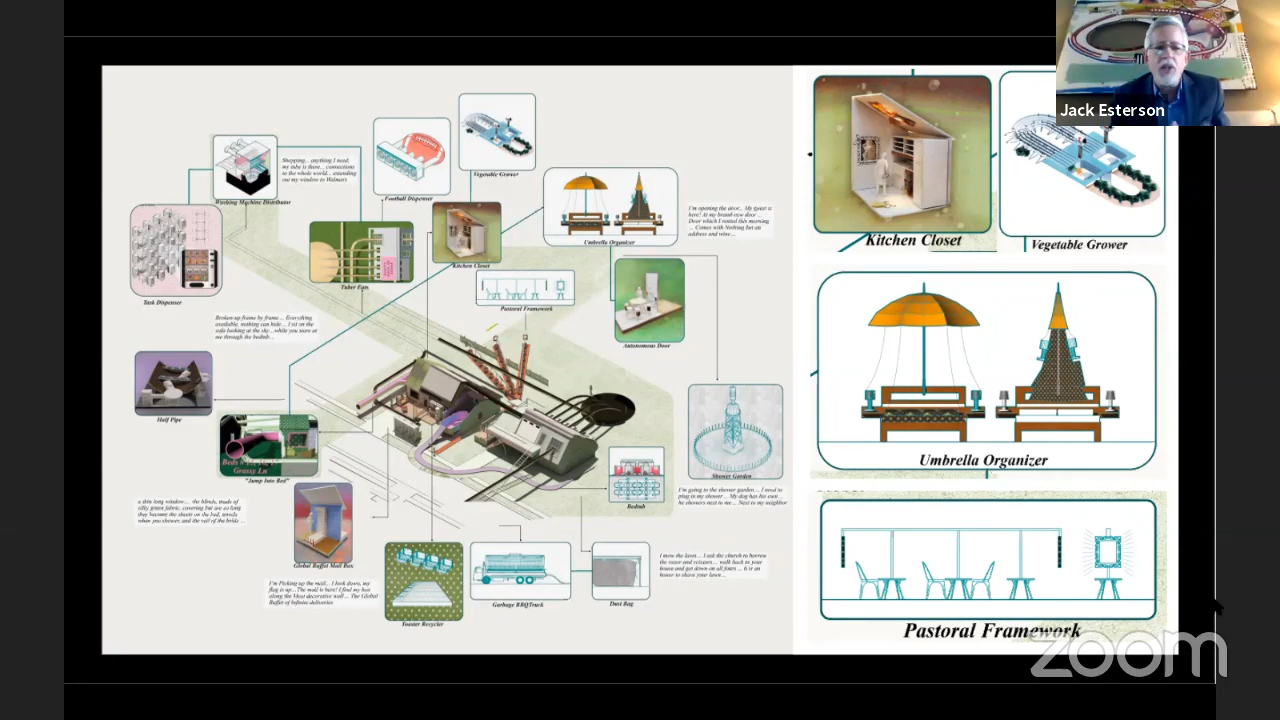 Jack Esterson
Washing Machine Distributor
Shopping... anything I need,
my tube is there... connections
to the whole world... extending
out my window to Walmart
Football Dispenser
Vegetable Grower
Umbrella Organizer
I'm opening the door... My guest is
here! At my brand-new door ...
Door which I rented this morning
... Comes with Nothing but an
address and wine...
Tuber Eats
Kitchen Closet
Pastoral Framework
Task Dispenser
Autonomous Door
Broken-up frame by frame ... Everything
available, nothing can hide... I sit on the
sofa looking at the sky...while you stare at
me through the bedtub...
Half Pipe
Grassy Ln
"Jump Into Bed"
Shower Garden
I'm going to the shower garden... I need to
plug in my shower ... My dog has his own...
he showers next to me... Next to my neighbor
Bedtub
a thin long window... the blinds, made of
silky green fabric, covering but are so long
they become the sheets on the bed, towels
when you shower, and the veil of the bride ...
Global Buffet Mail Box
I'm Picking up the mail... I look down, my
flag is up...The mail is here! I find my box
along the Most decorative wall... The Global
Buffet of Infinite deliveries
Toaster Recycler
Garbage BBQTruck
Dust Bag
I mow the lawn... I ask the church to borrow
the razor and scissors... walk back to your
house and get down on all fours ... It is an
honor to shave your lawn...
Kitchen Closet
Vegetable Grower
Umbrella Organizer
Pastoral Framework
zoom